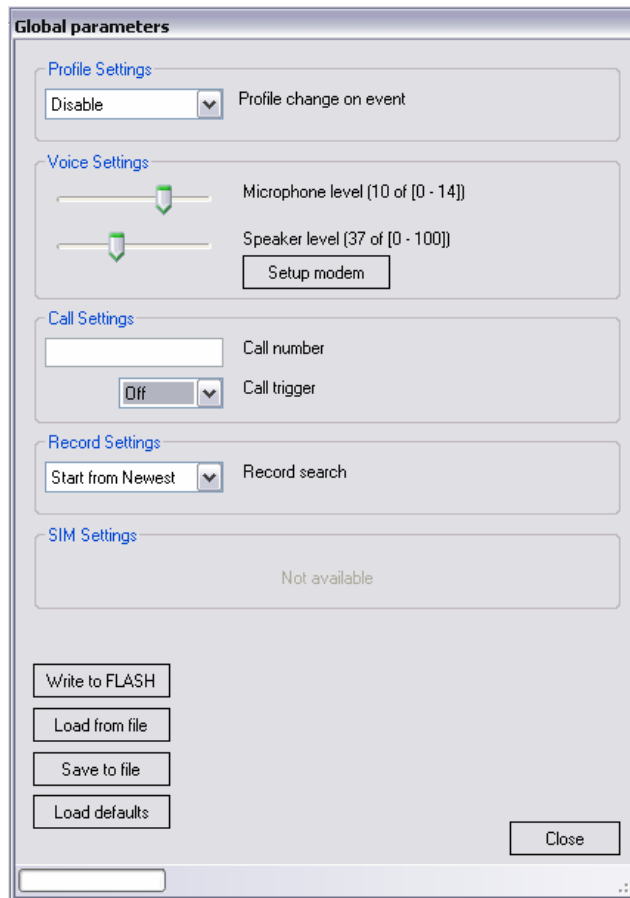 Global parameters
Profile Settings
Disable
Profile change on event
Voice Settings
Microphone level (10 of [0 - 14])
Speaker level (37 of [0 - 100])
Setup modem
Call Settings
Call number
Off
Call trigger
Record Settings
Start from Newest
Record search
SIM Settings
Not available
Write to FLASH
Load from file
Save to file
Load defaults
Close